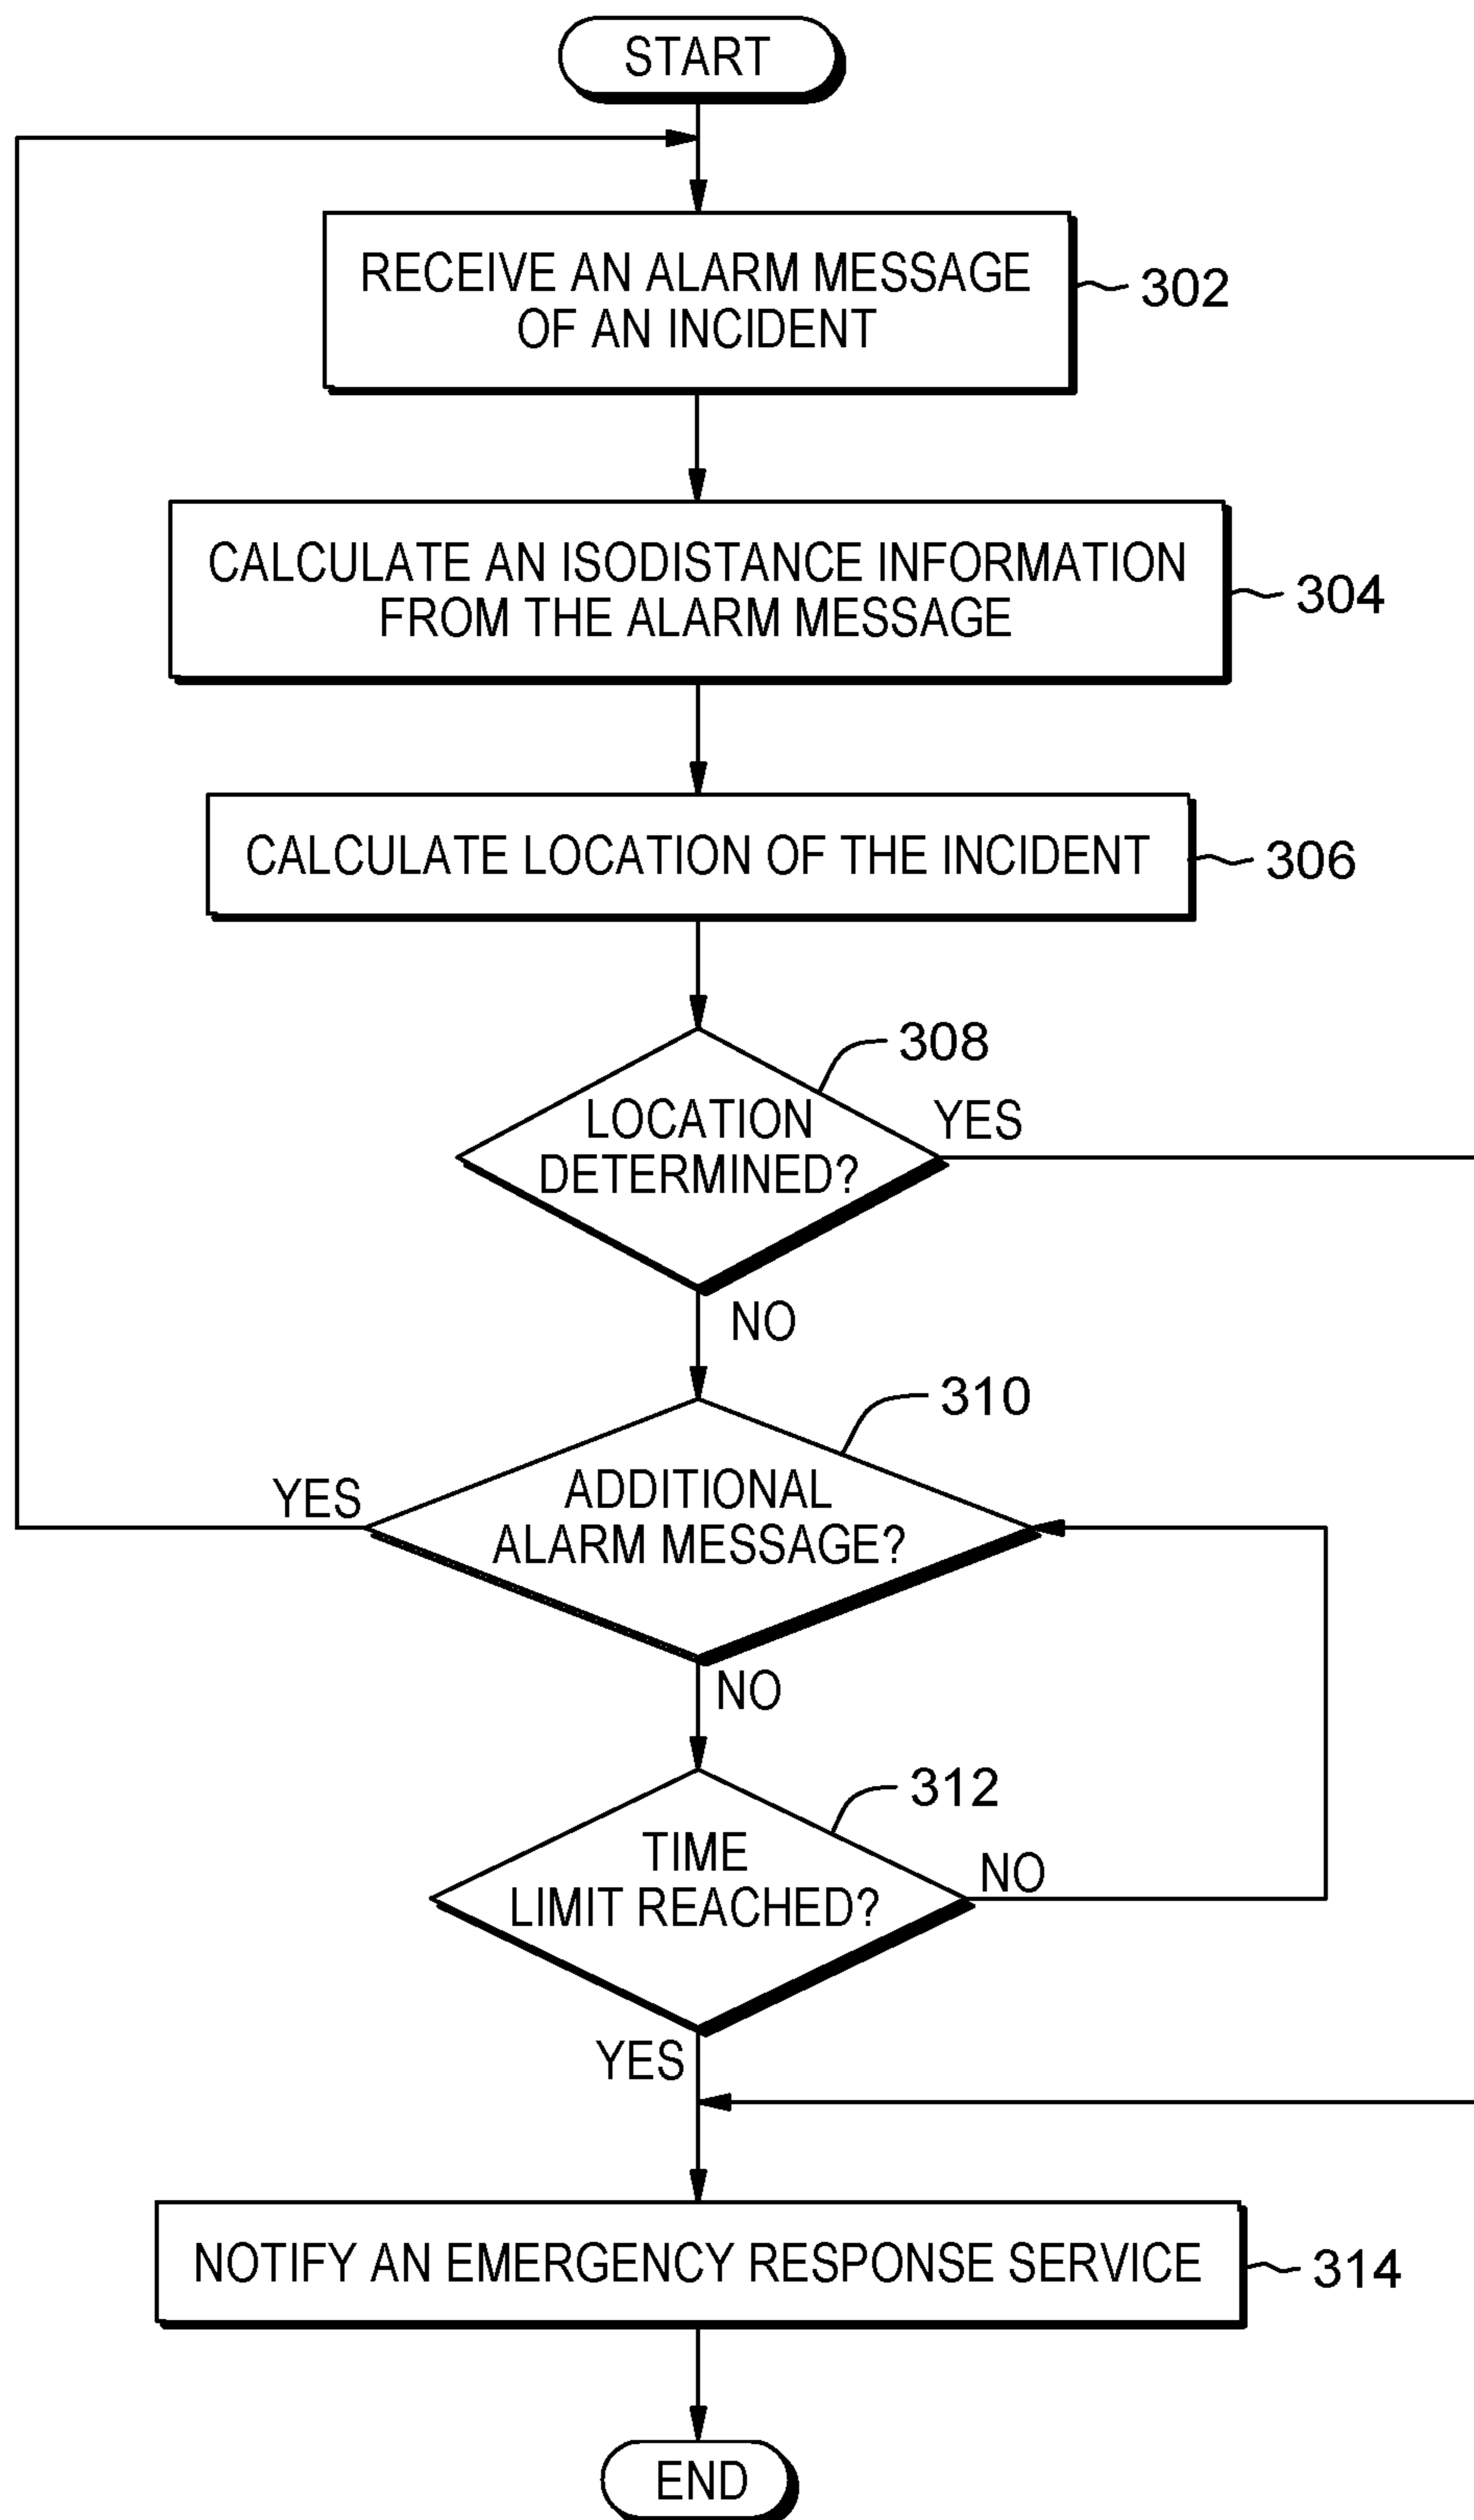 START
RECEIVE AN ALARM MESSAGE
OF AN INCIDENT
302
CALCULATE AN ISODISTANCE INFORMATION
FROM THE ALARM MESSAGE
304
CALCULATE LOCATION OF THE INCIDENT
306
308
LOCATION
DETERMINED?
YES
NO
310
ADDITIONAL
ALARM MESSAGE?
YES
NO
312
TIME
LIMIT REACHED?
NO
YES
NOTIFY AN EMERGENCY RESPONSE SERVICE
314
END